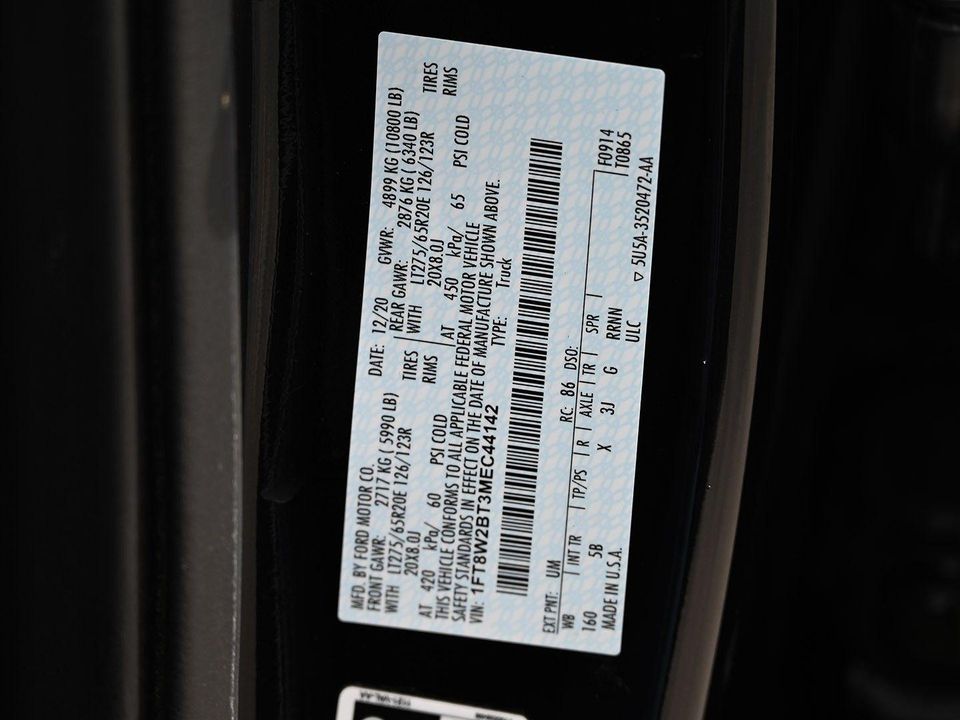 MFD. BY FORD MOTOR CO. DATE: 12/20 GVWR: 4899 KG (10800 LB)
FRONT GAWR: 2717 KG ( 5990 LB) REAR GAWR: 2876 KG ( 6340 LB)
WITH LT275/65R20E 126/123R TIRES WITH LT275/65R20E 126/123R TIRES
20X8.0J RIMS 20X8.0J RIMS
AT 420 kPa/ 60 PSI COLD AT 450 kPa/ 65 PSI COLD
THIS VEHICLE CONFORMS TO ALL APPLICABLE FEDERAL MOTOR VEHICLE
SAFETY STANDARDS IN EFFECT ON THE DATE OF MANUFACTURE SHOWN ABOVE.
VIN: 1FT8W2BT3MEC44142 TYPE: Truck
EXT PNT: UM RC: 86 DSO: F0914
WB INT TR TP/PS R AXLE TR SPR T0865
160 5B X 3J G RRNN
MADE IN U.S.A. ULC ▽ 5U5A-3520472-AA